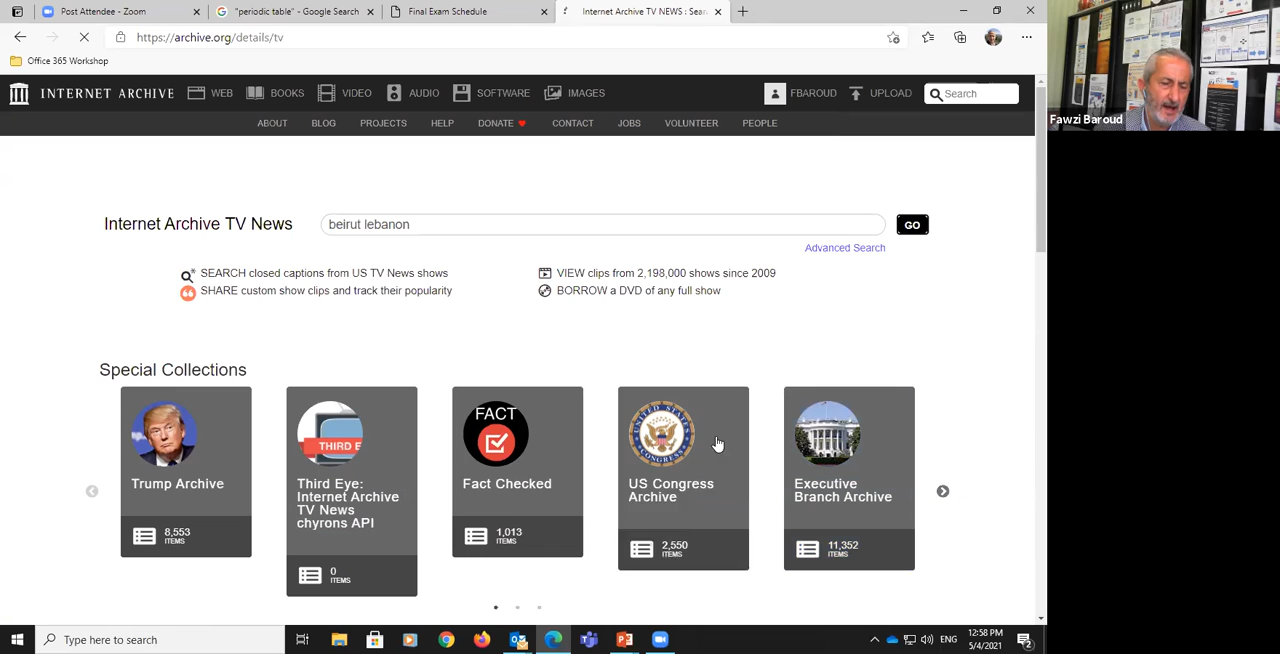 Post Attendee - Zoom
"periodic table" - Google Search
Final Exam Schedule
Internet Archive TV NEWS : Sear
https://archive.org/details/tv
Office 365 Workshop
INTERNET ARCHIVE
WEB
BOOKS
VIDEO
AUDIO
SOFTWARE
IMAGES
FBAROUD
UPLOAD
Search
ABOUT
BLOG
PROJECTS
HELP
DONATE
CONTACT
JOBS
VOLUNTEER
PEOPLE
Fawzi Baroud
Internet Archive TV News
beirut lebanon
GO
Advanced Search
SEARCH closed captions from US TV News shows
VIEW clips from 2,198,000 shows since 2009
SHARE custom show clips and track their popularity
BORROW a DVD of any full show
Special Collections
Trump Archive
8,553
ITEMS
THIRD E
Third Eye:
Internet Archive
TV News
chyrons API
0
ITEMS
FACT
Fact Checked
1,013
ITEMS
UNITED STATES
CONGRESS
US Congress
Archive
2,550
ITEMS
Executive
Branch Archive
11,352
ITEMS
Type here to search
ENG
12:58 PM
5/4/2021
2